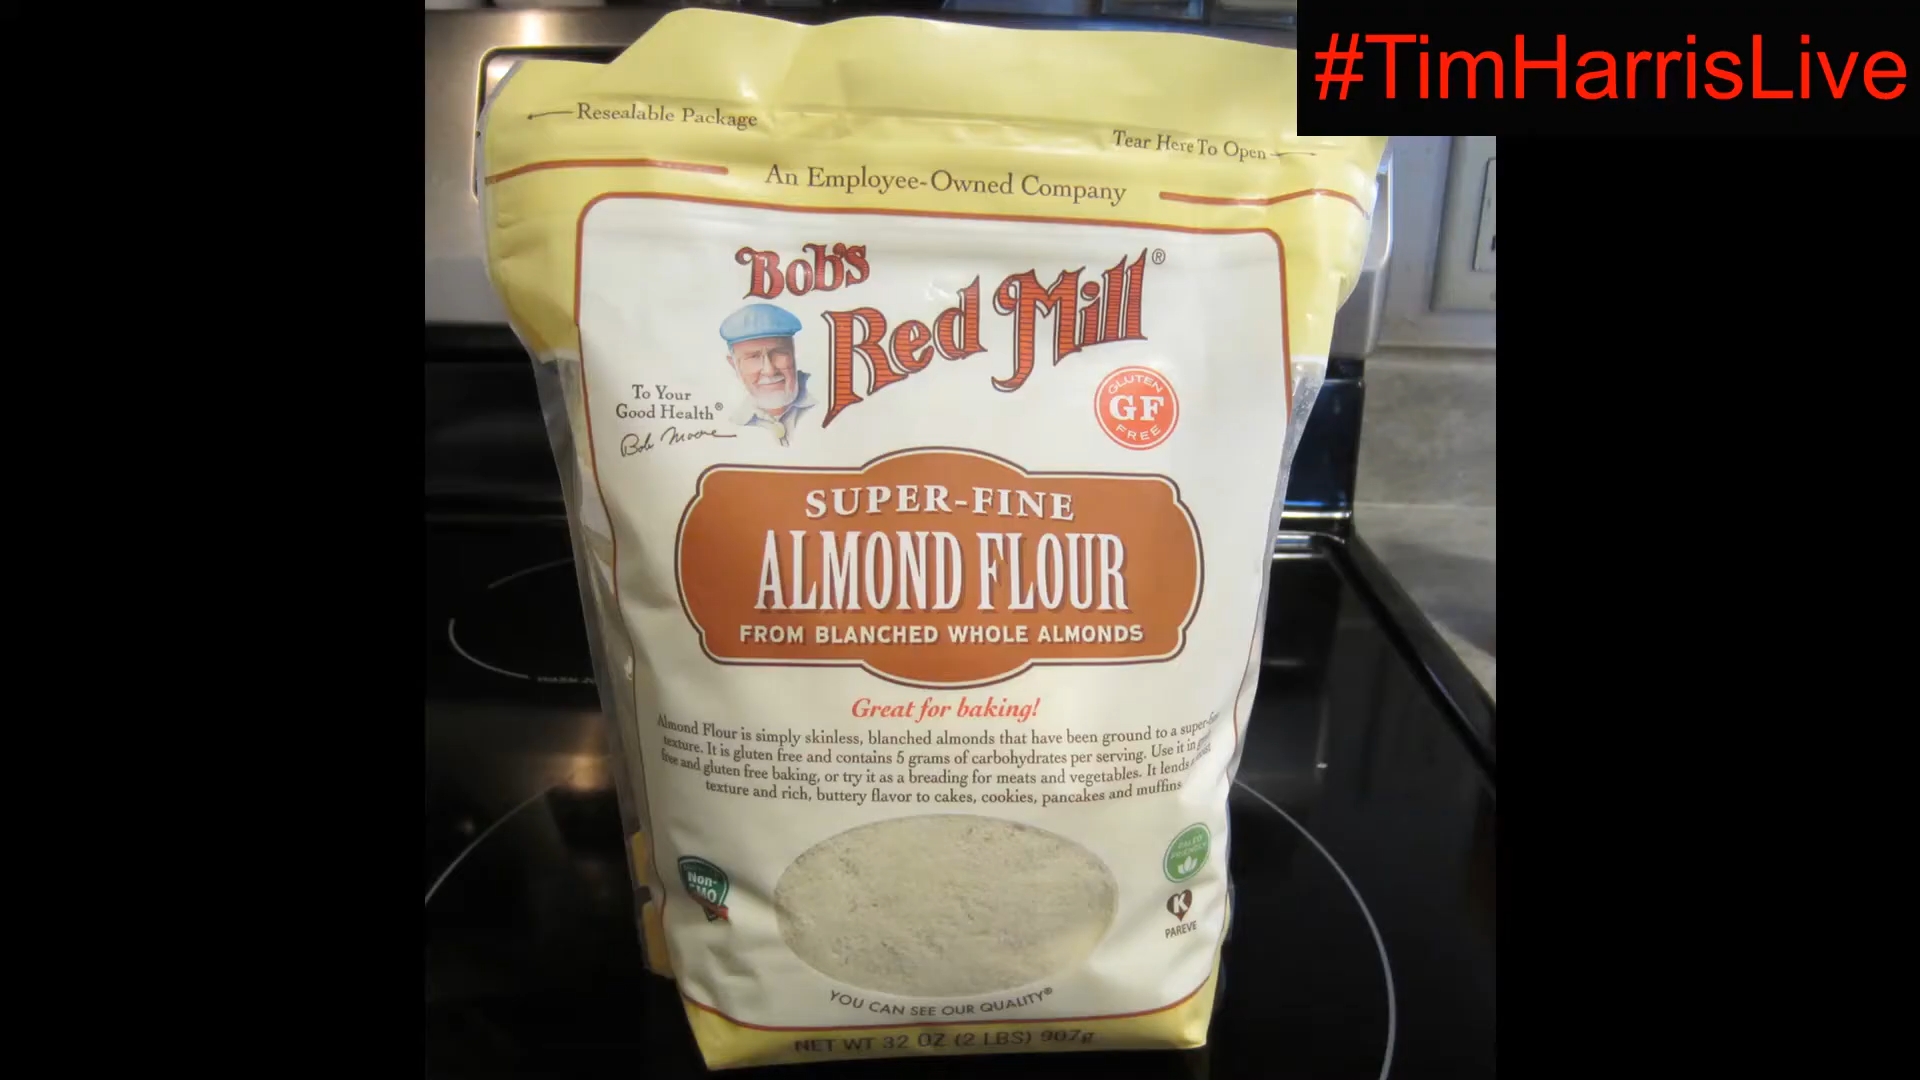 #TimHarrisLive
Resealable Package
Tear Here To Open
An Employee-Owned Company
Bob's
Red Mill®
To Your
Good Health®
Bob Moore
GLUTEN
GF
FREE
SUPER-FINE
ALMOND FLOUR
FROM BLANCHED WHOLE ALMONDS
Great for baking!
Almond Flour is simply skinless, blanched almonds that have been ground to a super-
texture. It is gluten free and contains 5 grams of carbohydrates per serving. Use it in
free and gluten free baking, or try it as a breading for meats and vegetables. It lends a
texture and rich, buttery flavor to cakes, cookies, pancakes and muffins
Non-
GMO
PALEO
FRIENDLY
K
PAREVE
YOU CAN SEE OUR QUALITY®
NET WT 32 OZ (2 LBS) 907g